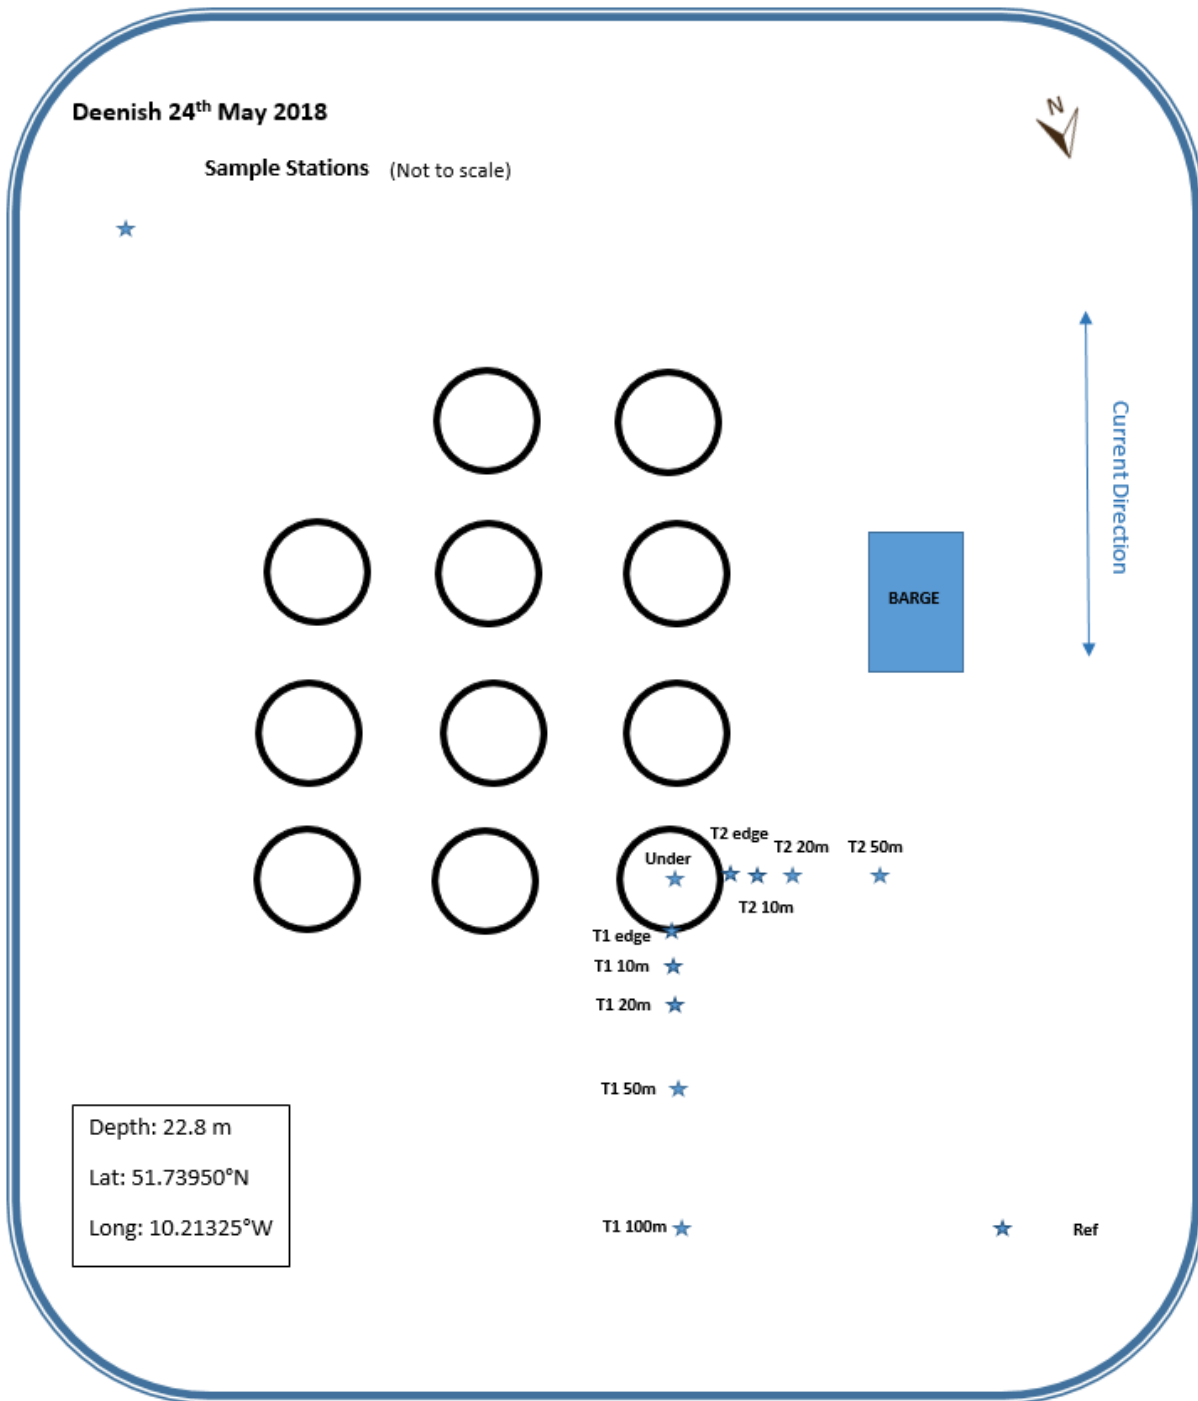 Deenish 24th May 2018
N
Sample Stations (Not to scale)
Current Direction
BARGE
T2 edge
Under
T2 20m
T2 50m
T2 10m
T1 edge
T1 10m
T1 20m
T1 50m
Depth: 22.8 m
Lat: 51.73950°N
Long: 10.21325°W
T1 100m
Ref